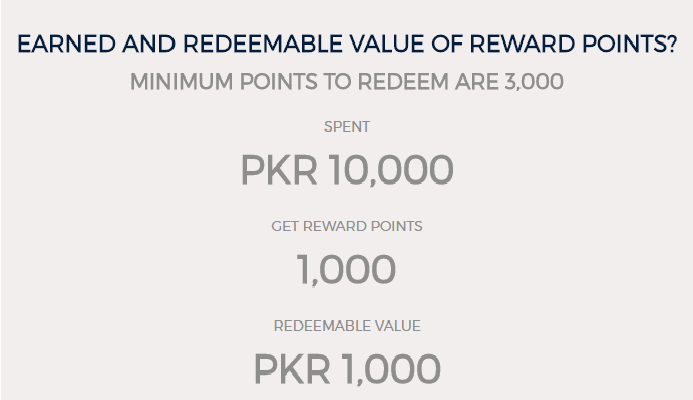 EARNED AND REDEEMABLE VALUE OF REWARD POINTS?
MINIMUM POINTS TO REDEEM ARE 3,000
SPENT
PKR 10,000
GET REWARD POINTS
1,000
REDEEMABLE VALUE
PKR 1,000